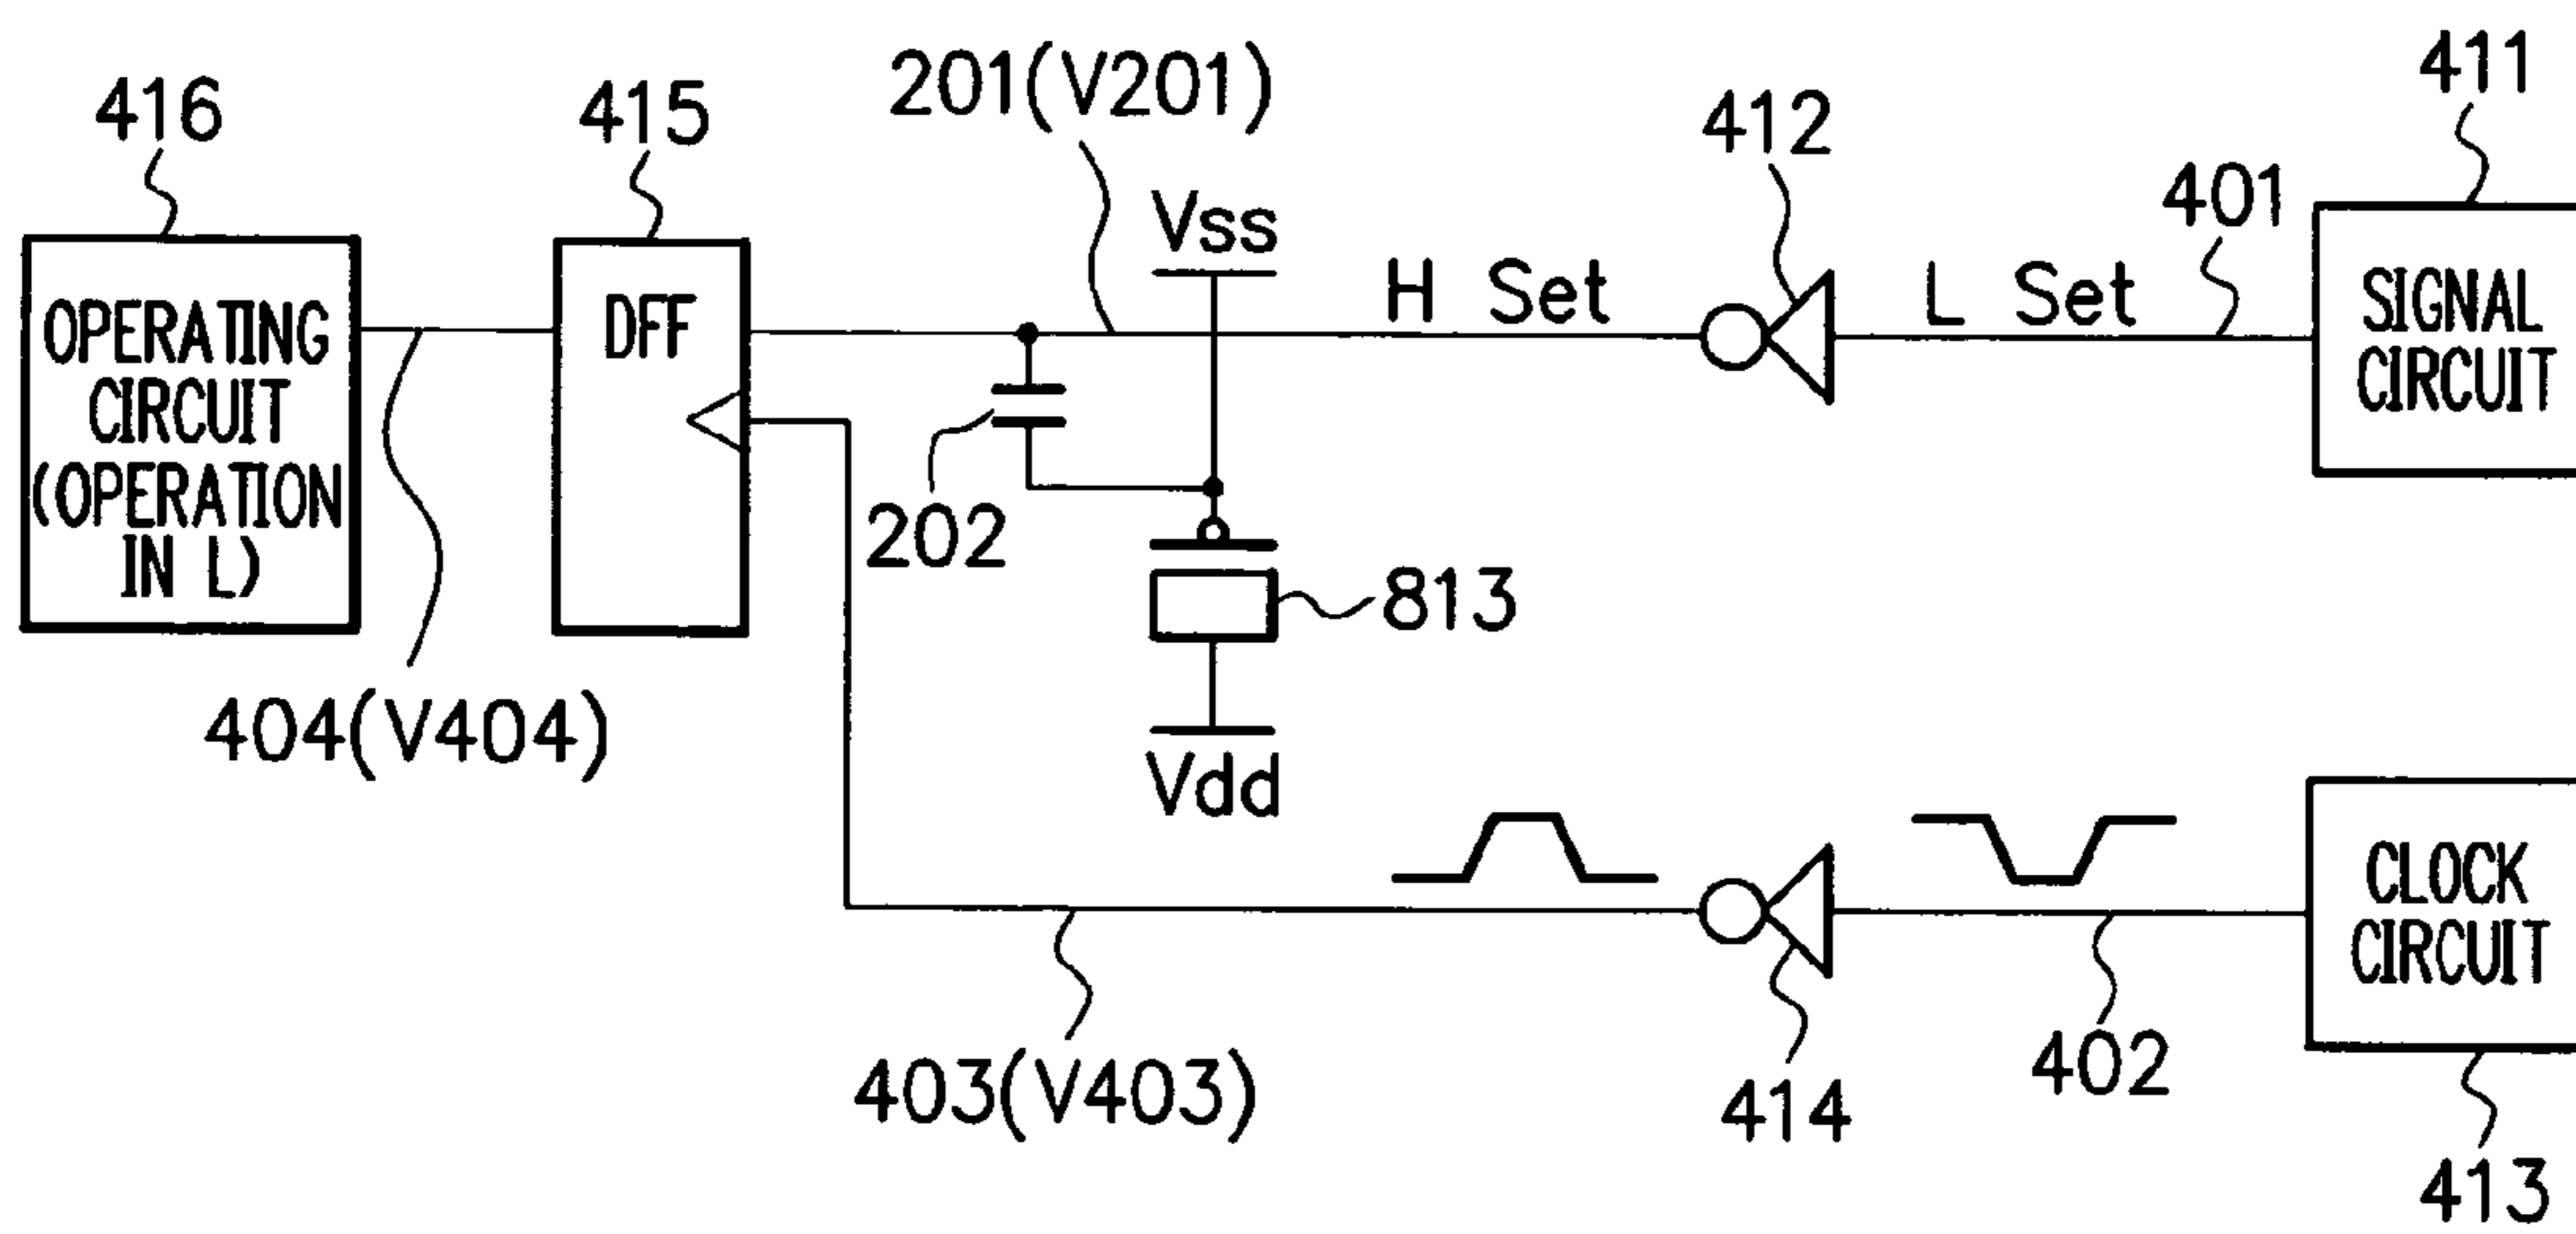 416
415
201(V201)
412
411
401
Vss
H Set
L Set
OPERATING
CIRCUIT
(OPERATION
IN L)
DFF
SIGNAL
CIRCUIT
202
813
404(V404)
Vdd
CLOCK
CIRCUIT
403(V403)
414
402
413